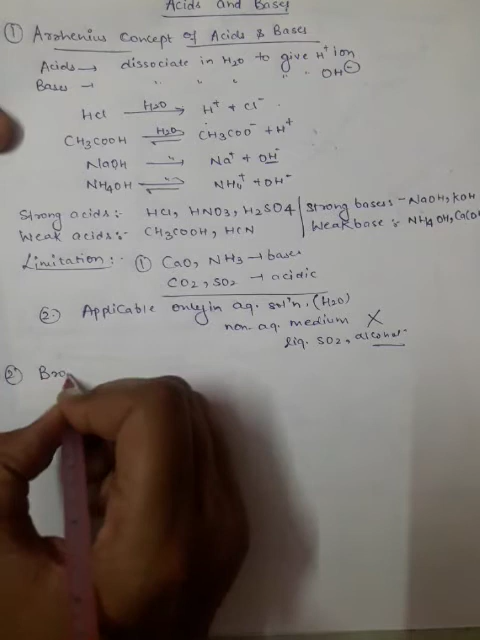 Acids and Bases
① Arrhenius Concept of Acids & Bases
Acids → dissociate in H2O to give H⁺ ion
Bases → " " " " " OH⊖
HCl H2O→ H⁺ + Cl⁻
CH3COOH ⇌H2O CH3COO⁻ + H⁺
NaOH →" Na⁺ + OH⁻
NH4OH ⇌" NH4⁺ + OH⁻
Strong acids:- HCl, HNO3, H2SO4 | Strong bases :- NaOH, KOH
Weak acids:- CH3COOH, HCN | Weak base :- NH4OH,
Limitation :- ① CaO, NH3 → bases
CO2, SO2 → acidic
②. Applicable only in aq. sol'n. (H2O)
non-aq. medium X
liq. SO2, alcohol
② Bro